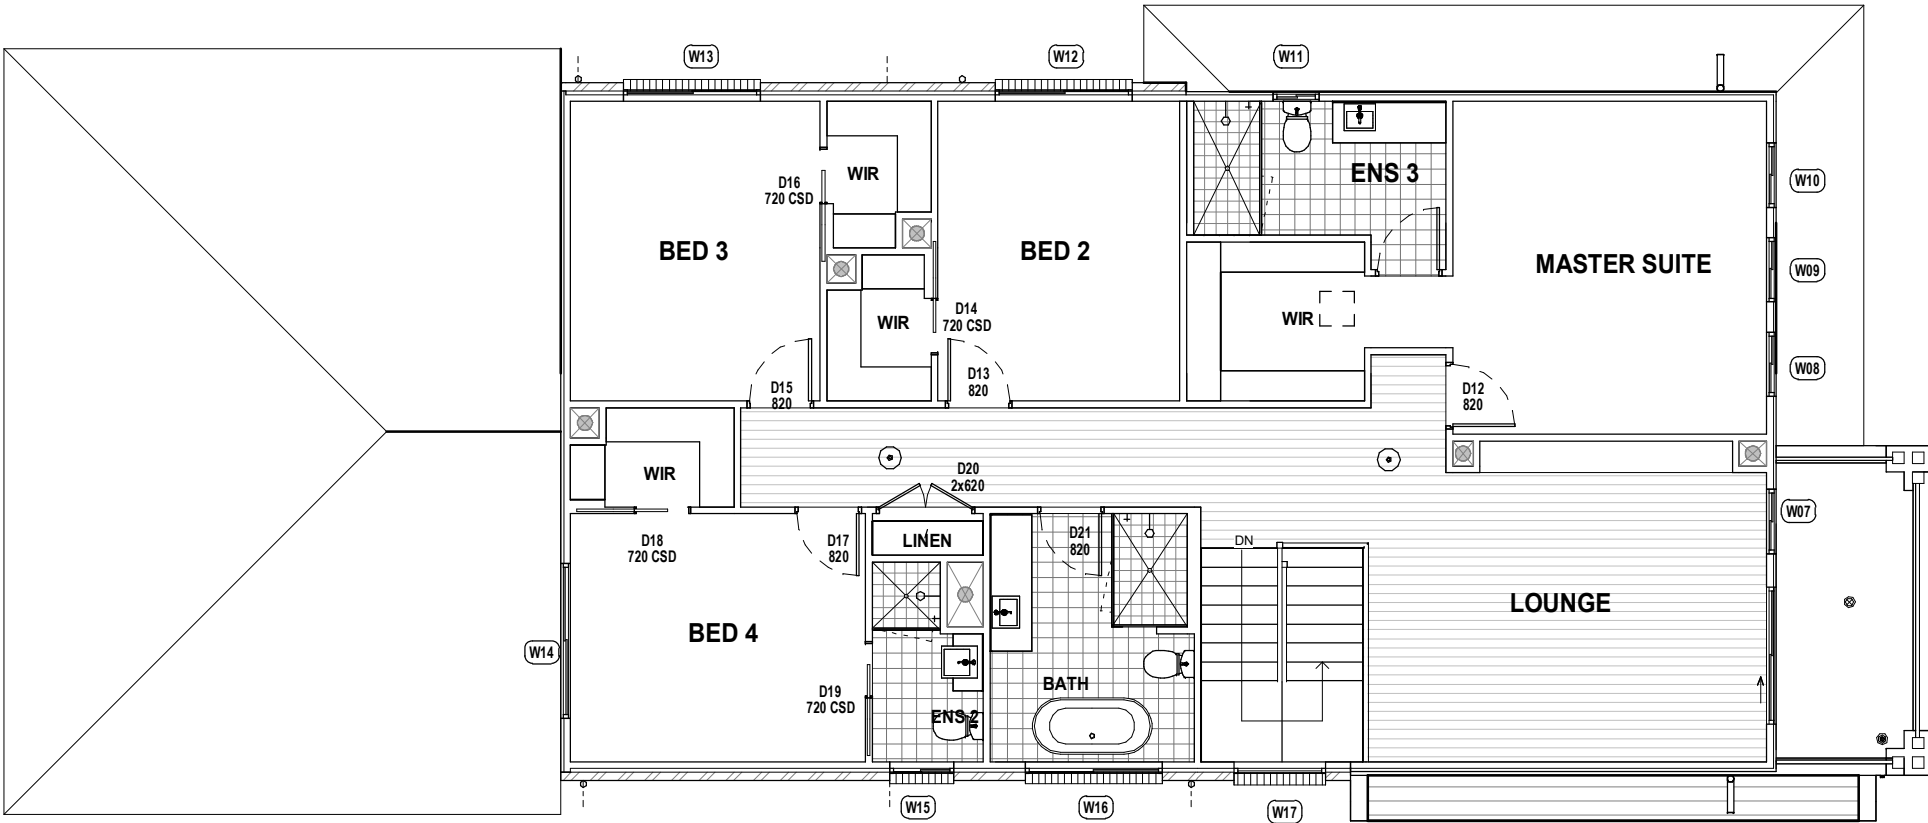 W13
W12
W11
D16
720 CSD
WIR
ENS 3
W10
BED 3
BED 2
MASTER SUITE
W09
WIR
D14
720 CSD
WIR
D15
820
D13
820
D12
820
W08
WIR
D20
2x620
W07
D18
720 CSD
D17
820
LINEN
D21
820
DN
BED 4
LOUNGE
W14
D19
720 CSD
ENS 2
BATH
W15
W16
W17